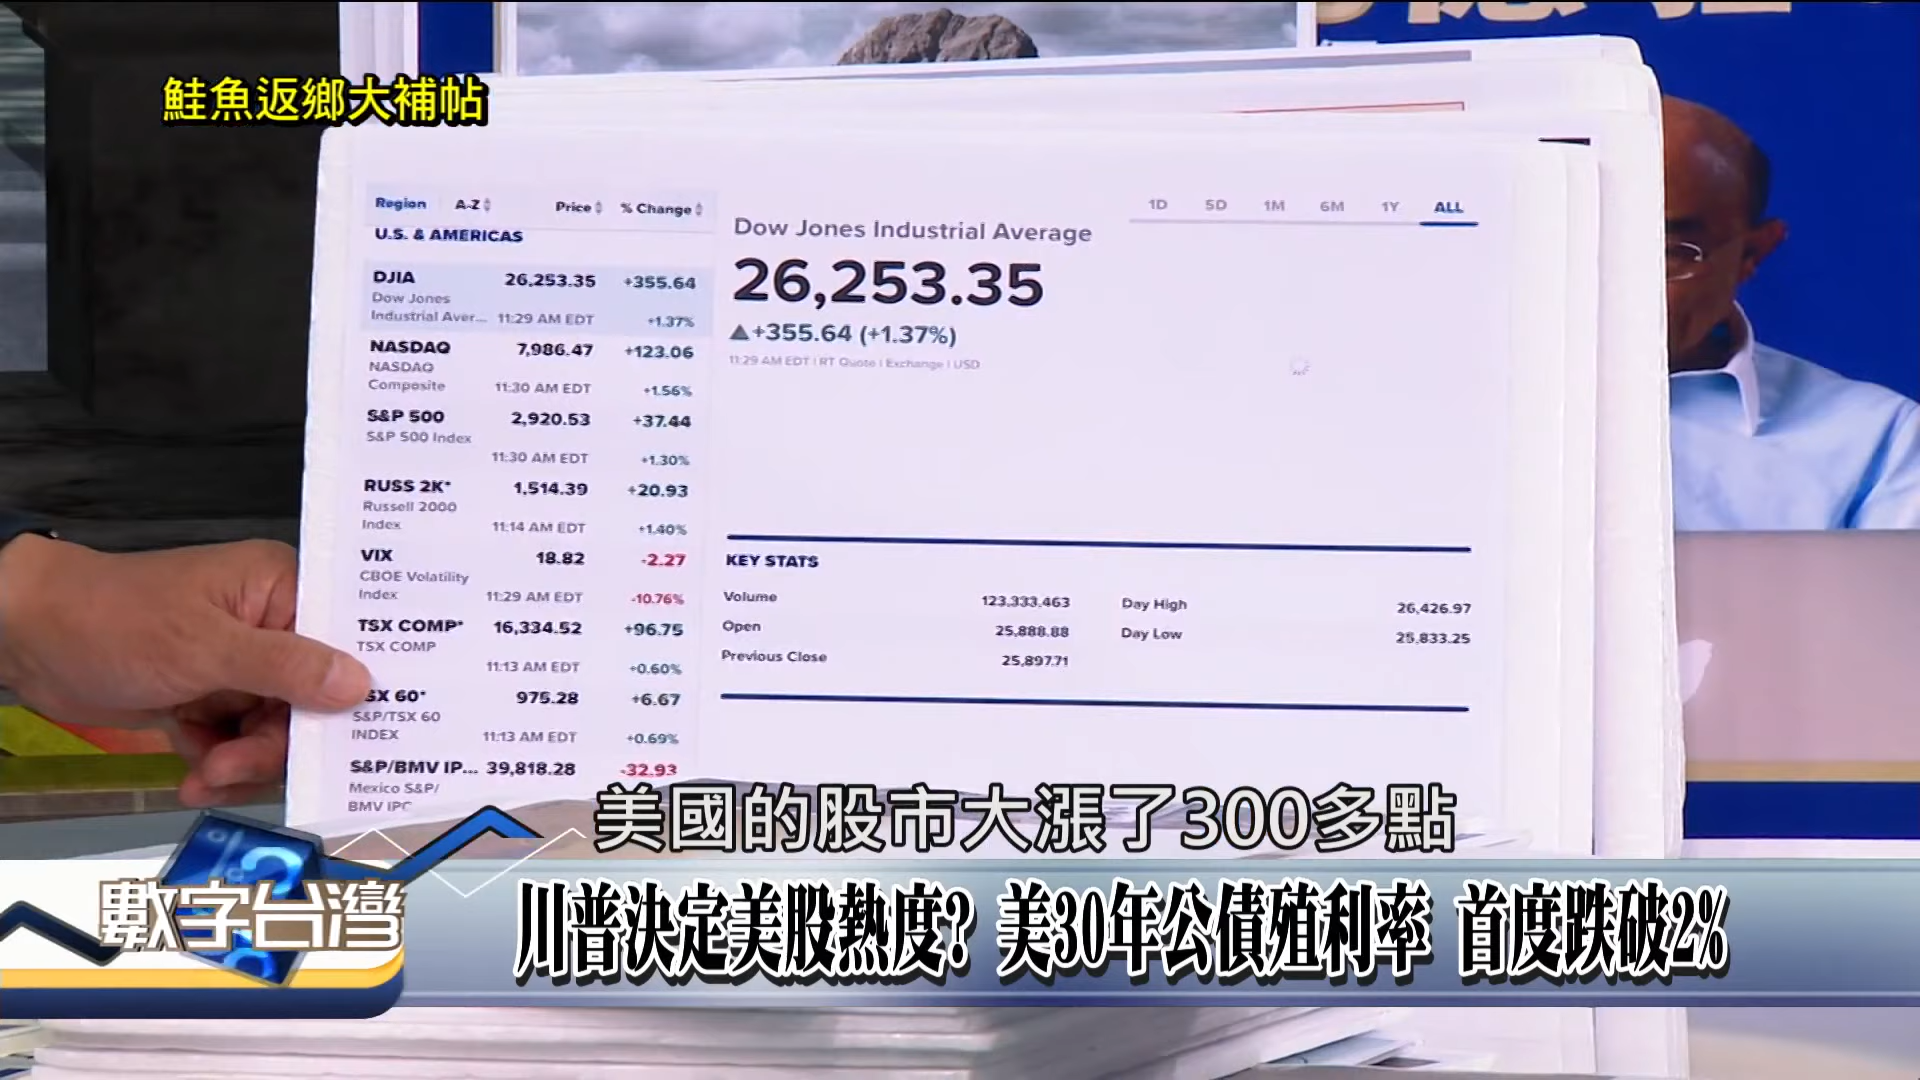 鮭魚返鄉大補帖
Region A-Z Price % Change
U.S. & AMERICAS
DJIA 26,253.35 +355.64
Dow Jones
Industrial Aver... 11:29 AM EDT +1.37%
NASDAQ 7,986.47 +123.06
NASDAQ
Composite 11:30 AM EDT +1.56%
S&P 500 2,920.53 +37.44
S&P 500 Index
11:30 AM EDT +1.30%
RUSS 2K* 1,514.39 +20.93
Russell 2000
Index 11:14 AM EDT +1.40%
VIX 18.82 -2.27
CBOE Volatility
Index 11:29 AM EDT -10.76%
TSX COMP* 16,334.52 +96.75
TSX COMP
11:13 AM EDT +0.60%
SX 60* 975.28 +6.67
S&P/TSX 60
INDEX 11:13 AM EDT +0.69%
S&P/BMV IP... 39,818.28 -32.93
Mexico S&P/
BMV IPC
1D 5D 1M 6M 1Y ALL
Dow Jones Industrial Average
26,253.35
▲+355.64 (+1.37%)
11:29 AM EDT | RT Quote | Exchange | USD
KEY STATS
Volume 123,333,463 Day High 26,426.97
Open 25,888.88 Day Low 25,833.25
Previous Close 25,897.71
美國的股市大漲了300多點
數字台灣
川普決定美股熱度? 美30年公債殖利率 首度跌破2%